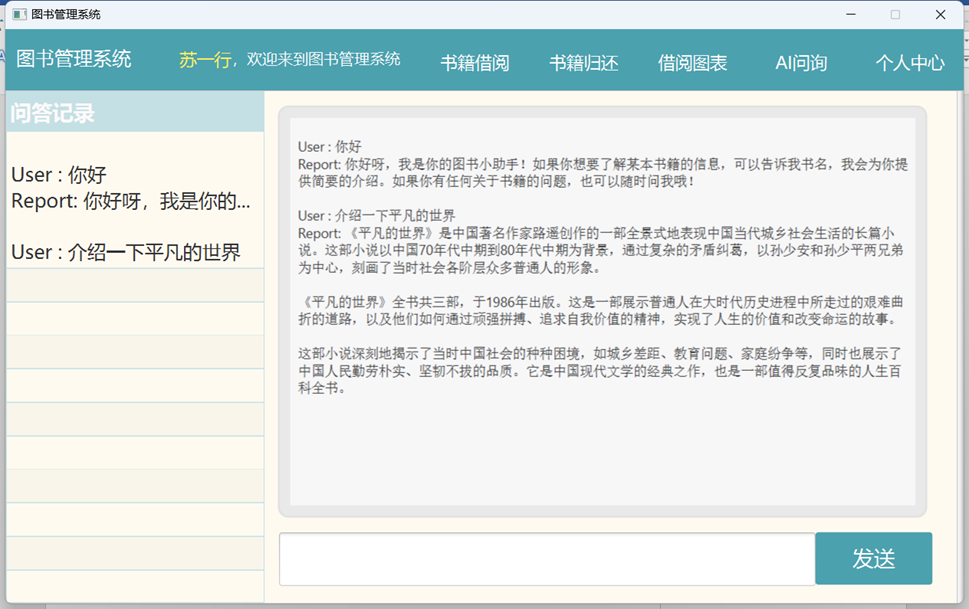 图书管理系统
图书管理系统
苏一行，欢迎来到图书管理系统
书籍借阅
书籍归还
借阅图表
AI问询
个人中心
问答记录
User : 你好
Report: 你好呀，我是你的...
User : 介绍一下平凡的世界
User : 你好
Report: 你好呀，我是你的图书小助手！如果你想要了解某本书籍的信息，可以告诉我书名，我会为你提
供简要的介绍。如果你有任何关于书籍的问题，也可以随时问我哦！
User : 介绍一下平凡的世界
Report: 《平凡的世界》是中国著名作家路遥创作的一部全景式地表现中国当代城乡社会生活的长篇小
说。这部小说以中国70年代中期到80年代中期为背景，通过复杂的矛盾纠葛，以孙少安和孙少平两兄弟
为中心，刻画了当时社会各阶层众多普通人的形象。
《平凡的世界》全书共三部，于1986年出版。这是一部展示普通人在大时代历史进程中所走过的艰难曲
折的道路，以及他们如何通过顽强拼搏、追求自我价值的精神，实现了人生的价值和改变命运的故事。
这部小说深刻地揭示了当时中国社会的种种困境，如城乡差距、教育问题、家庭纷争等，同时也展示了
中国人民勤劳朴实、坚韧不拔的品质。它是中国现代文学的经典之作，也是一部值得反复品味的人生百
科全书。
发送